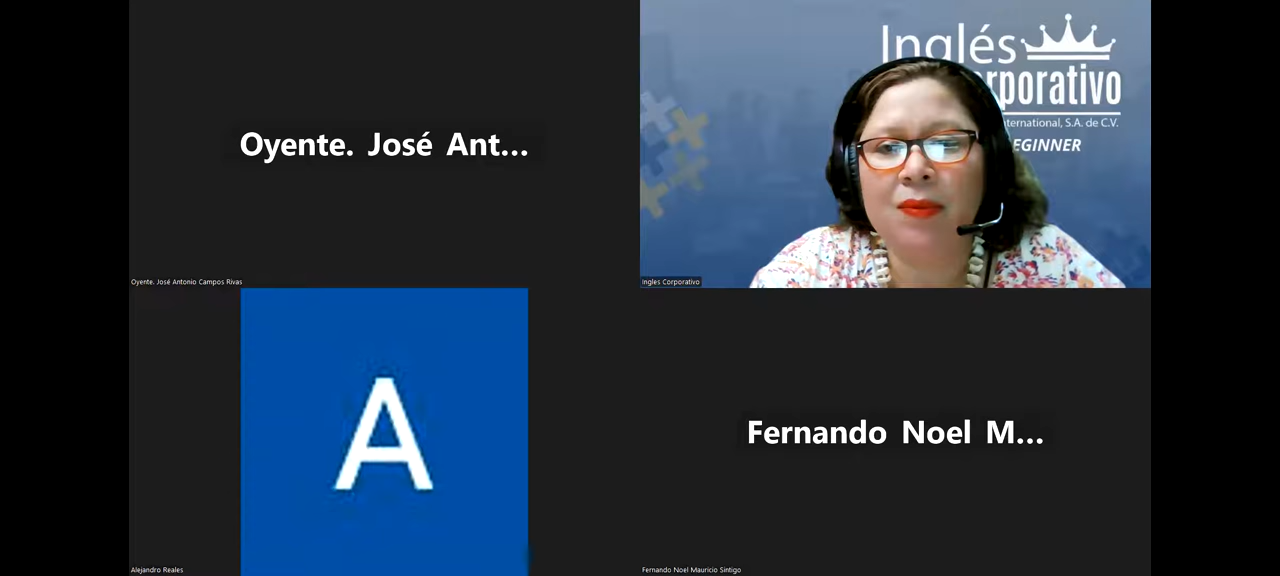 Oyente. José Ant...
Oyente. José Antonio Campos Rivas
Inglés
rporativo
nternational, S.A. de C.V.
EGINNER
Ingles Corporativo
A
Alejandro Reales
Fernando Noel M...
Fernando Noel Mauricio Sintigo